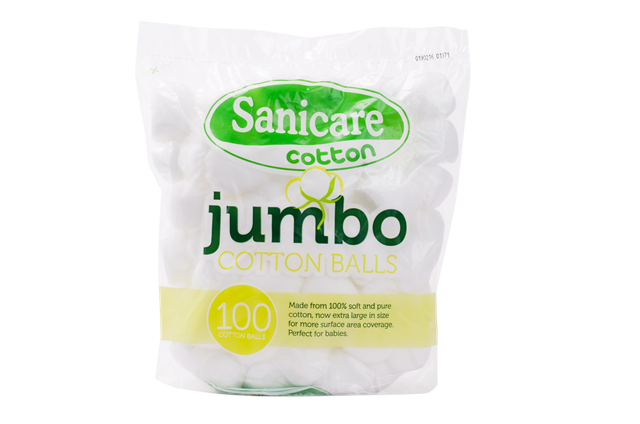 Sanicare
cotton
jumbo
COTTON BALLS
100
COTTON BALLS
Made from 100% soft and pure
cotton, now extra large in size
for more surface area coverage.
Perfect for babies.